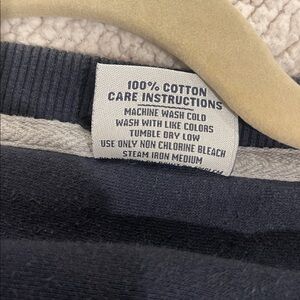 100% COTTON
CARE INSTRUCTIONS
MACHINE WASH COLD
WASH WITH LIKE COLORS
TUMBLE DRY LOW
USE ONLY NON CHLORINE BLEACH
STEAM IRON MEDIUM